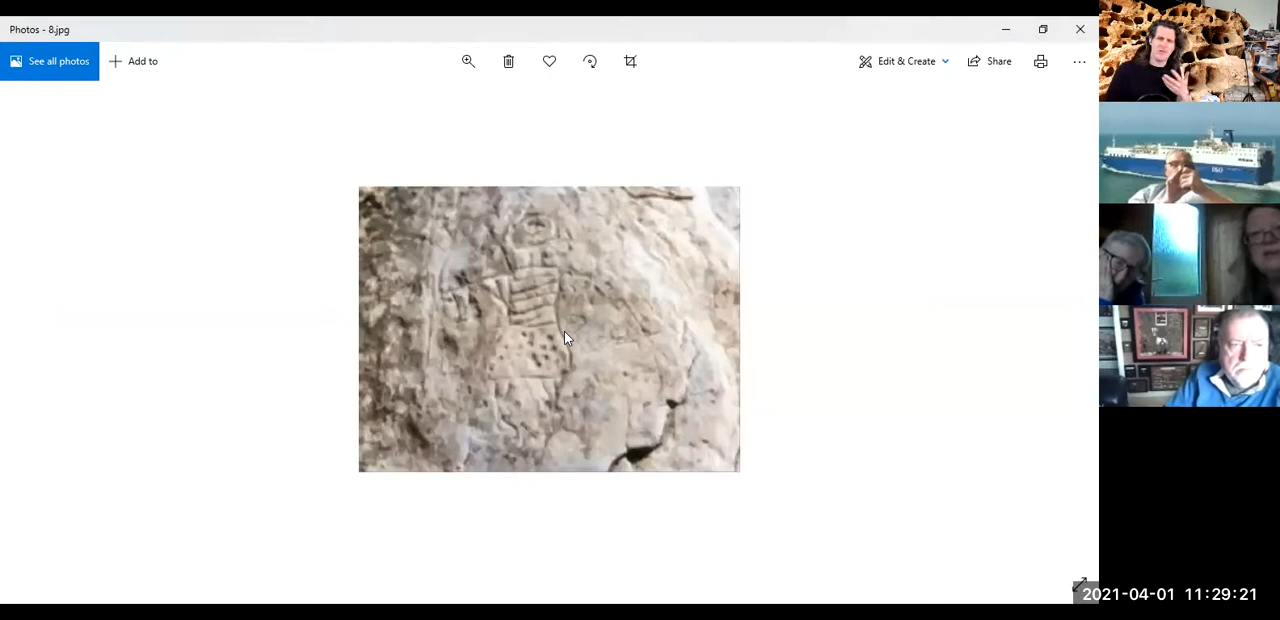 Photos - 8.jpg
See all photos
Add to
Edit & Create
Share
P&O
2021-04-01 11:29:21